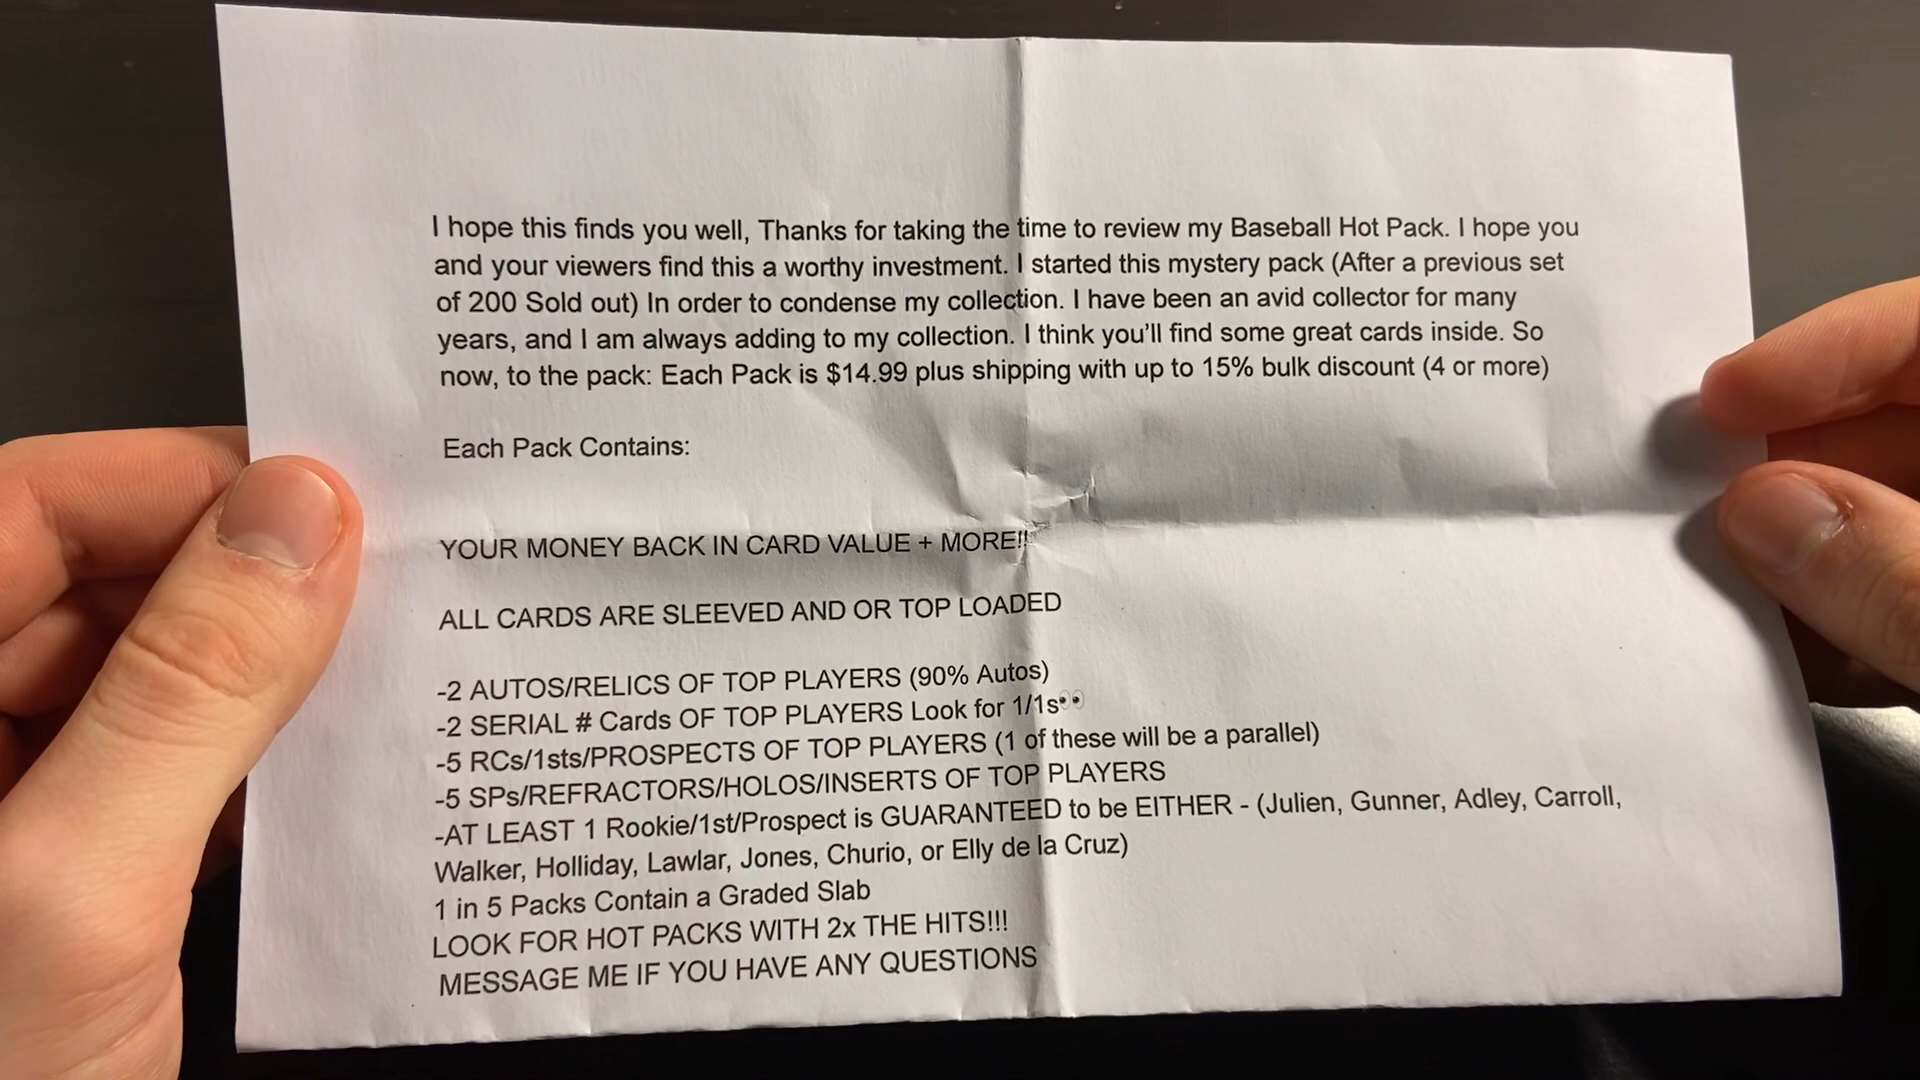 I hope this finds you well, Thanks for taking the time to review my Baseball Hot Pack. I hope you
and your viewers find this a worthy investment. I started this mystery pack (After a previous set
of 200 Sold out) In order to condense my collection. I have been an avid collector for many
years, and I am always adding to my collection. I think you'll find some great cards inside. So
now, to the pack: Each Pack is $14.99 plus shipping with up to 15% bulk discount (4 or more)
Each Pack Contains:
YOUR MONEY BACK IN CARD VALUE + MORE!!
ALL CARDS ARE SLEEVED AND OR TOP LOADED
-2 AUTOS/RELICS OF TOP PLAYERS (90% Autos)
-2 SERIAL # Cards OF TOP PLAYERS Look for 1/1s👀
-5 RCs/1sts/PROSPECTS OF TOP PLAYERS (1 of these will be a parallel)
-5 SPs/REFRACTORS/HOLOS/INSERTS OF TOP PLAYERS
-AT LEAST 1 Rookie/1st/Prospect is GUARANTEED to be EITHER - (Julien, Gunner, Adley, Carroll,
Walker, Holliday, Lawlar, Jones, Churio, or Elly de la Cruz)
1 in 5 Packs Contain a Graded Slab
LOOK FOR HOT PACKS WITH 2x THE HITS!!!
MESSAGE ME IF YOU HAVE ANY QUESTIONS